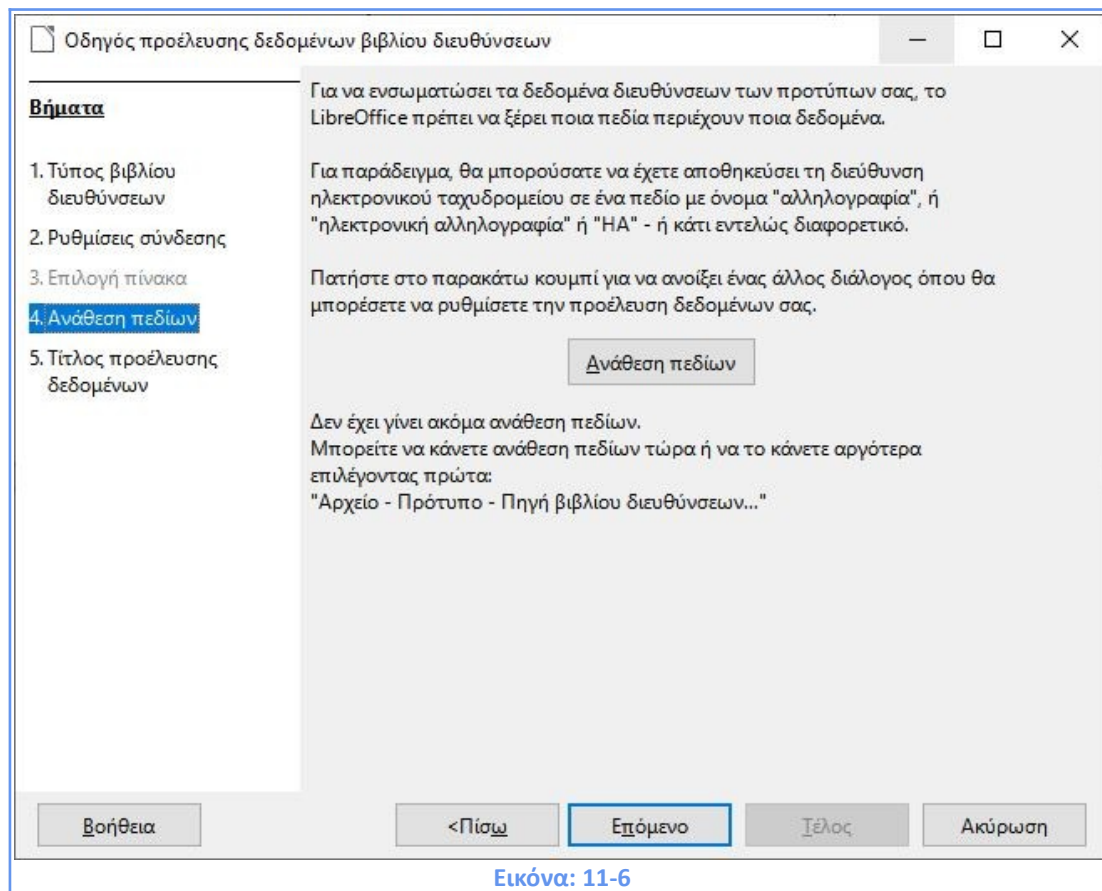 Οδηγός προέλευσης δεδομένων βιβλίου διευθύνσεων
Βήματα
1. Τύπος βιβλίου
διευθύνσεων
2. Ρυθμίσεις σύνδεσης
3. Επιλογή πίνακα
4. Ανάθεση πεδίων
5. Τίτλος προέλευσης
δεδομένων
Για να ενσωματώσει τα δεδομένα διευθύνσεων των προτύπων σας, το
LibreOffice πρέπει να ξέρει ποια πεδία περιέχουν ποια δεδομένα.
Για παράδειγμα, θα μπορούσατε να έχετε αποθηκεύσει τη διεύθυνση
ηλεκτρονικού ταχυδρομείου σε ένα πεδίο με όνομα "αλληλογραφία", ή
"ηλεκτρονική αλληλογραφία" ή "ΗΑ" - ή κάτι εντελώς διαφορετικό.
Πατήστε στο παρακάτω κουμπί για να ανοίξει ένας άλλος διάλογος όπου θα
μπορέσετε να ρυθμίσετε την προέλευση δεδομένων σας.
Ανάθεση πεδίων
Δεν έχει γίνει ακόμα ανάθεση πεδίων.
Μπορείτε να κάνετε ανάθεση πεδίων τώρα ή να το κάνετε αργότερα
επιλέγοντας πρώτα:
"Αρχείο - Πρότυπο - Πηγή βιβλίου διευθύνσεων..."
Βοήθεια
<Πίσω
Επόμενο
Τέλος
Ακύρωση
Εικόνα: 11-6